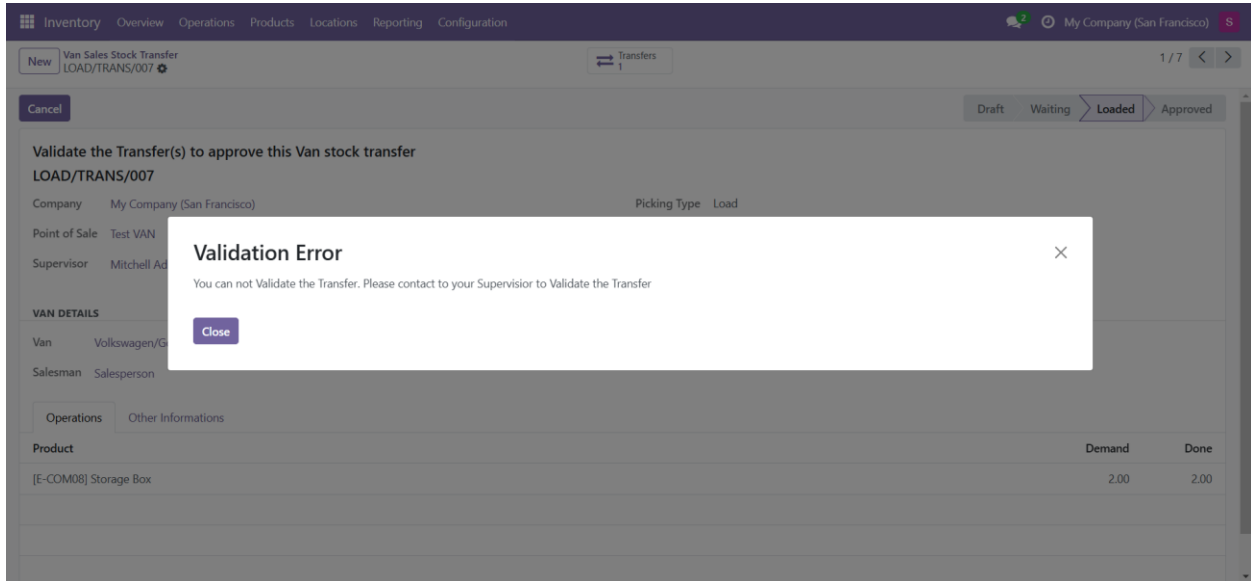 Inventory Overview Operations Products Locations Reporting Configuration 2 My Company (San Francisco) S
New Van Sales Stock Transfer Transfers 1/7
LOAD/TRANS/007 1
Cancel Draft Waiting Loaded Approved
Validate the Transfer(s) to approve this Van stock transfer
LOAD/TRANS/007
Company My Company (San Francisco) Picking Type Load
Point of Sale Test VAN
Supervisor Mitchell Ad
Validation Error
You can not Validate the Transfer. Please contact to your Supervisior to Validate the Transfer
Close
VAN DETAILS
Van Volkswagen/G
Salesman Salesperson
Operations Other Informations
Product Demand Done
[E-COM08] Storage Box 2.00 2.00